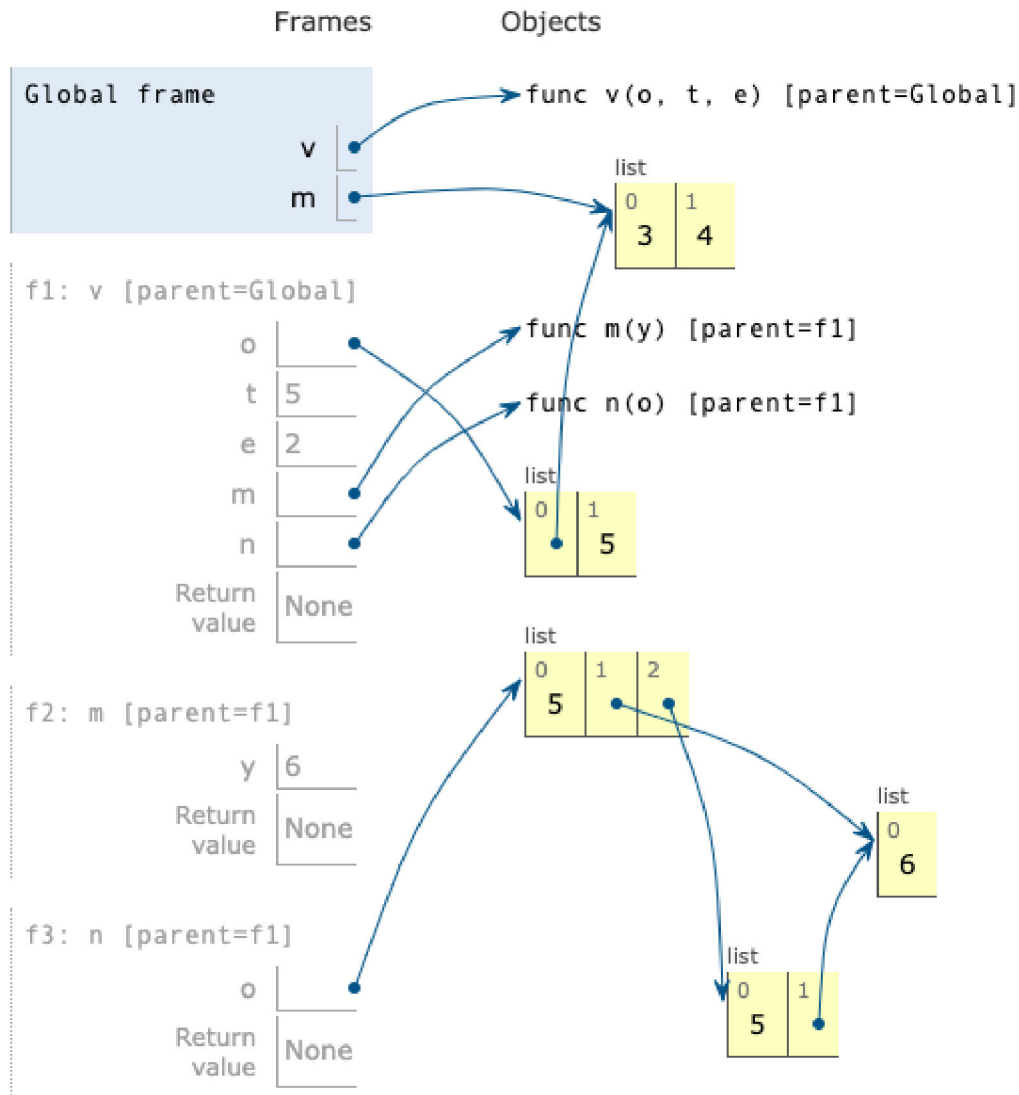 Frames Objects
Global frame
func v(o, t, e) [parent=Global]
v
m
list
0 1
3 4
f1: v [parent=Global]
o
func m(y) [parent=f1]
t 5
func n(o) [parent=f1]
e 2
m
list
0 1
5
n
Return
value None
list
0 1 2
5
f2: m [parent=f1]
y 6
Return
value None
list
0
6
f3: n [parent=f1]
list
0 1
5
o
Return
value None